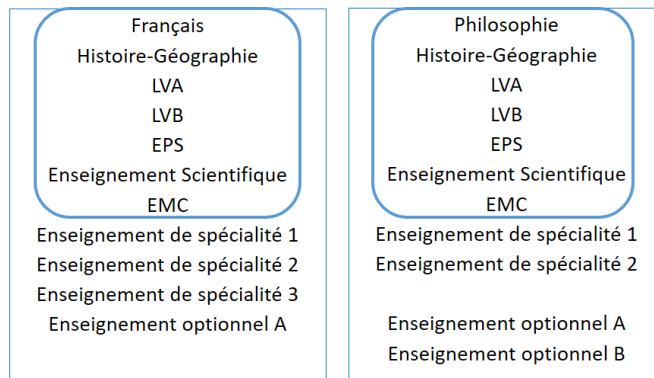 Français
Histoire-Géographie
LVA
LVB
EPS
Enseignement Scientifique
EMC
Enseignement de spécialité 1
Enseignement de spécialité 2
Enseignement de spécialité 3
Enseignement optionnel A
Philosophie
Histoire-Géographie
LVA
LVB
EPS
Enseignement Scientifique
EMC
Enseignement de spécialité 1
Enseignement de spécialité 2
Enseignement optionnel A
Enseignement optionnel B